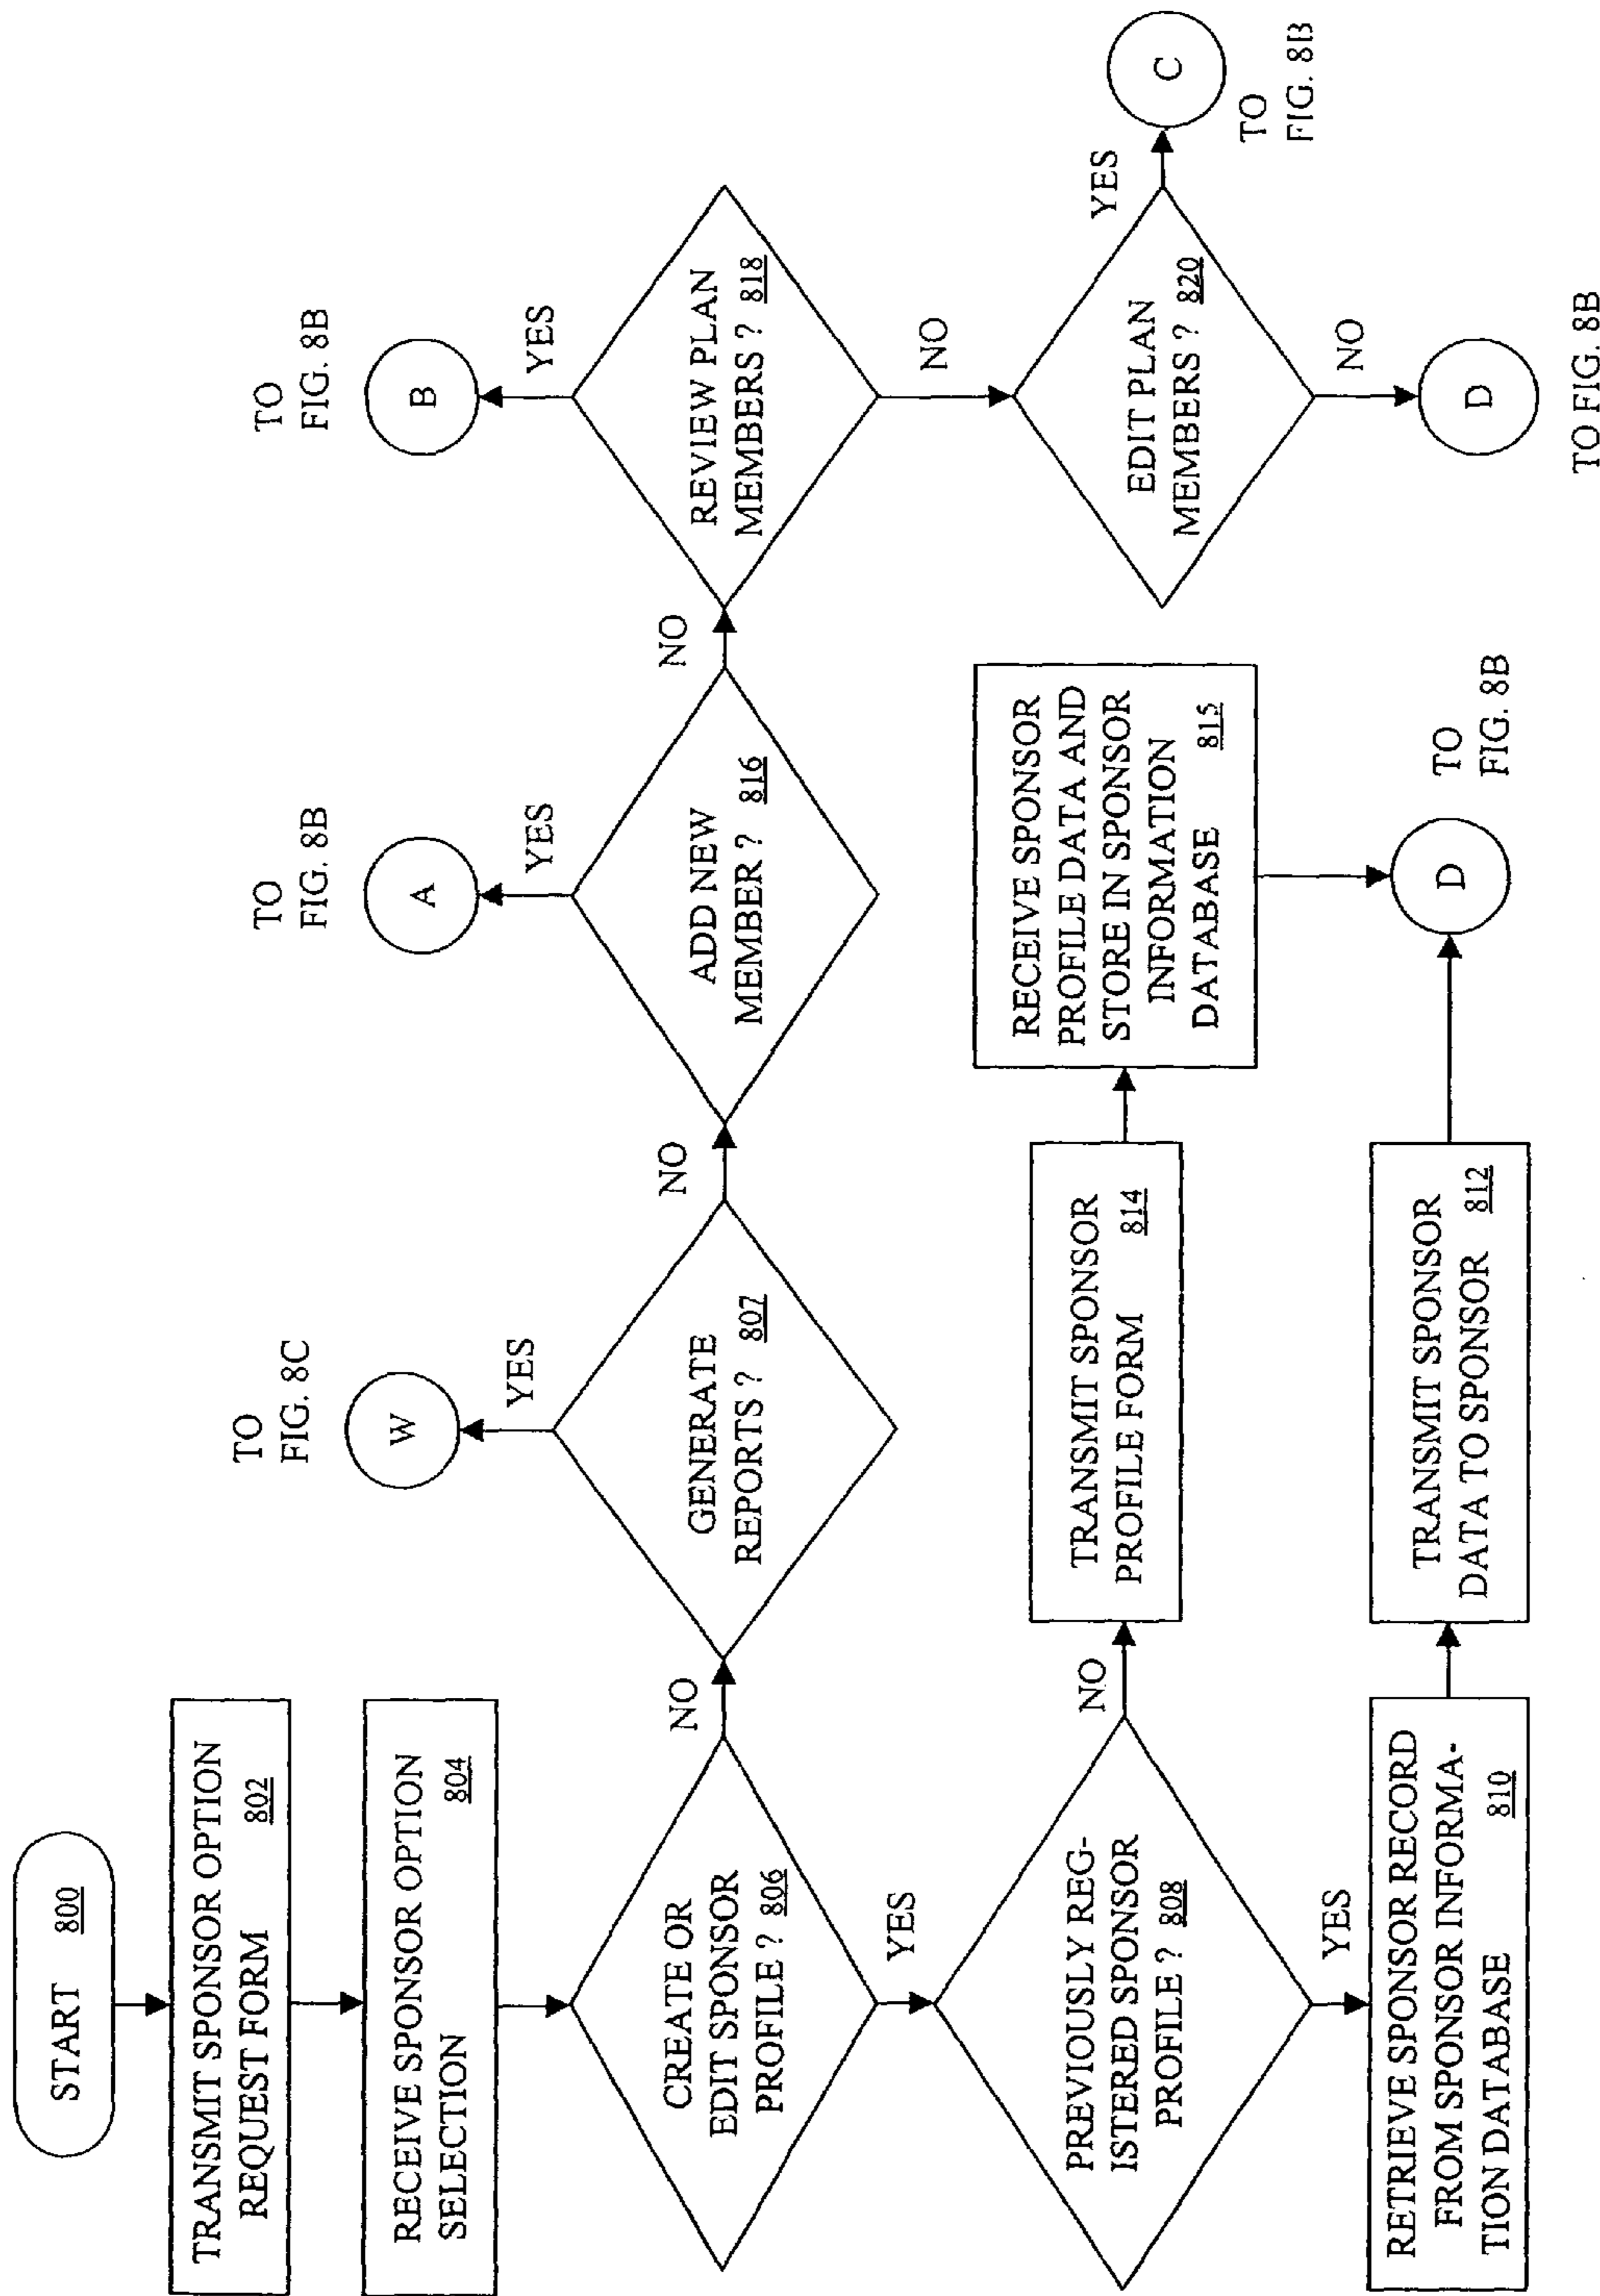 START 800
TRANSMIT SPONSOR OPTION
REQUEST FORM 802
RECEIVE SPONSOR OPTION
SELECTION 804
CREATE OR
EDIT SPONSOR
PROFILE ? 806
NO
YES
TO
FIG. 8C
W
YES
GENERATE
REPORTS ? 807
NO
TO
FIG. 8B
A
YES
ADD NEW
MEMBER ? 816
NO
TO
FIG. 8B
B
YES
REVIEW PLAN
MEMBERS ? 818
NO
PREVIOUSLY REG-
ISTERED SPONSOR
PROFILE ? 808
NO
YES
TRANSMIT SPONSOR
PROFILE FORM 814
RECEIVE SPONSOR
PROFILE DATA AND
STORE IN SPONSOR
INFORMATION
DATABASE 815
EDIT PLAN
MEMBERS ? 820
YES
C
TO
FIG. 8B
NO
D
TO FIG. 8B
RETRIEVE SPONSOR RECORD
FROM SPONSOR INFORMA-
TION DATABASE 810
TRANSMIT SPONSOR
DATA TO SPONSOR 812
D
TO
FIG. 8B